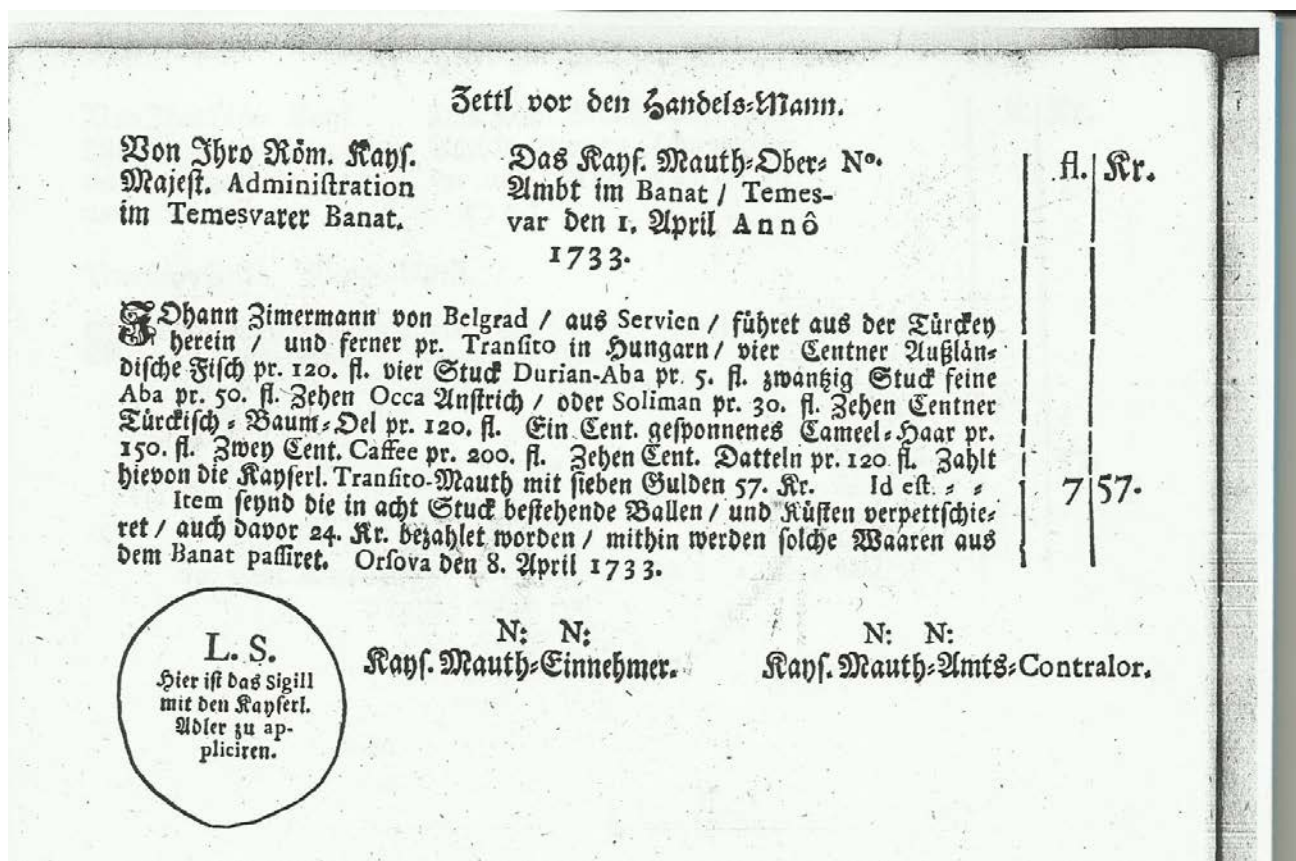 Zettl vor den Handels-Mann.
Von Ihro Röm. Kays.
Majest. Administration
im Temesvarer Banat.
Das Kays. Mauth-Ober- Nº.
Ambt im Banat / Temes-
var den 1. April Annô
1733.
fl. Kr.
JOhann Zimermann von Belgrad / aus Servien / führet aus der Türckey
herein / und ferner pr. Transito in Hungarn / vier Centner Außlän-
dische Fisch pr. 120. fl. vier Stuck Durian-Aba pr. 5. fl. zwantzig Stuck feine
Aba pr. 50. fl. Zehen Occa Anstrich / oder Soliman pr. 30. fl. Zehen Centner
Türckisch - Baum-Oel pr. 120. fl. Ein Cent. gesponnenes Cameel-Haar pr.
150. fl. Zwey Cent. Caffee pr. 200. fl. Zehen Cent. Datteln pr. 120 fl. Zahlt
hievon die Kayserl. Transito-Mauth mit sieben Gulden 57. Kr. Id est. - - 7 57.
Item seynd die in acht Stuck bestehende Ballen / und Küsten verpettschie-
ret / auch davor 24. Kr. bezahlet worden / mithin werden solche Waaren aus
dem Banat passiret. Orsova den 8. April 1733.
L. S.
Hier ist das Sigill
mit den Kayserl.
Adler zu ap-
pliciren.
N: N:
Kays. Mauth-Einnehmer.
N: N:
Kays. Mauth-Amts-Contralor.